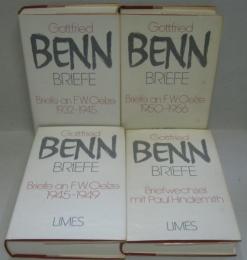 Gottfried
BENN
BRIEFE
Briefe an F.W. Oelze
1932-1945
Gottfried
BENN
BRIEFE
Briefe an F.W. Oelze
1950-1956
Gottfried
BENN
BRIEFE
Briefe an F.W. Oelze
1945-1949
LIMES
Gottfried
BENN
BRIEFE
Briefwechsel
mit Paul Hindemith
LIMES